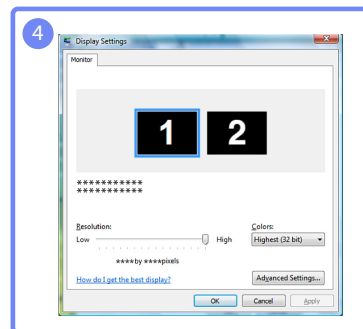 4
Display Settings
Monitor
1 2
***********
***********
Resolution: Colors:
Low High Highest (32 bit)
****by ****pixels
How do I get the best display? Advanced Settings...
OK Cancel Apply